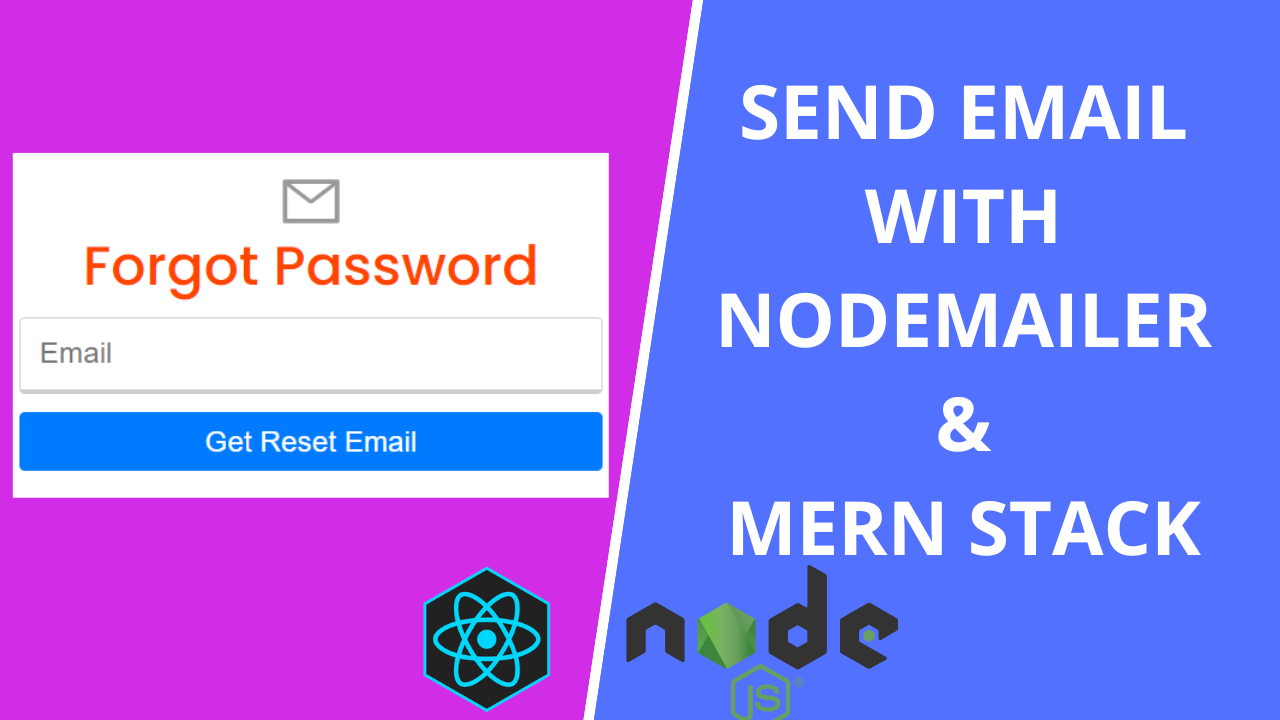 Forgot Password
Email
Get Reset Email
SEND EMAIL
WITH
NODEMAILER
&
MERN STACK
node
JS®